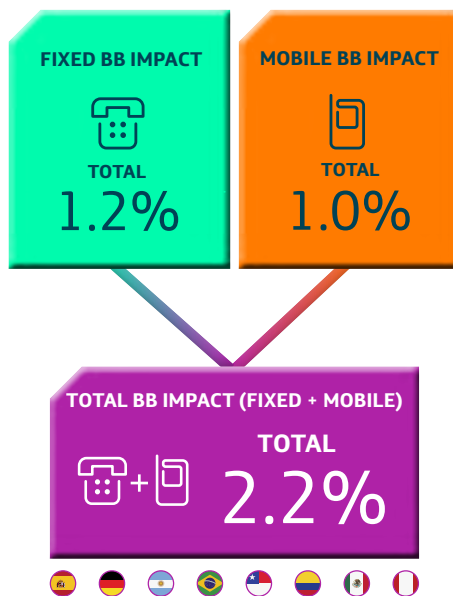 FIXED BB IMPACT
TOTAL
1.2%
MOBILE BB IMPACT
TOTAL
1.0%
TOTAL BB IMPACT (FIXED + MOBILE)
+
TOTAL
2.2%